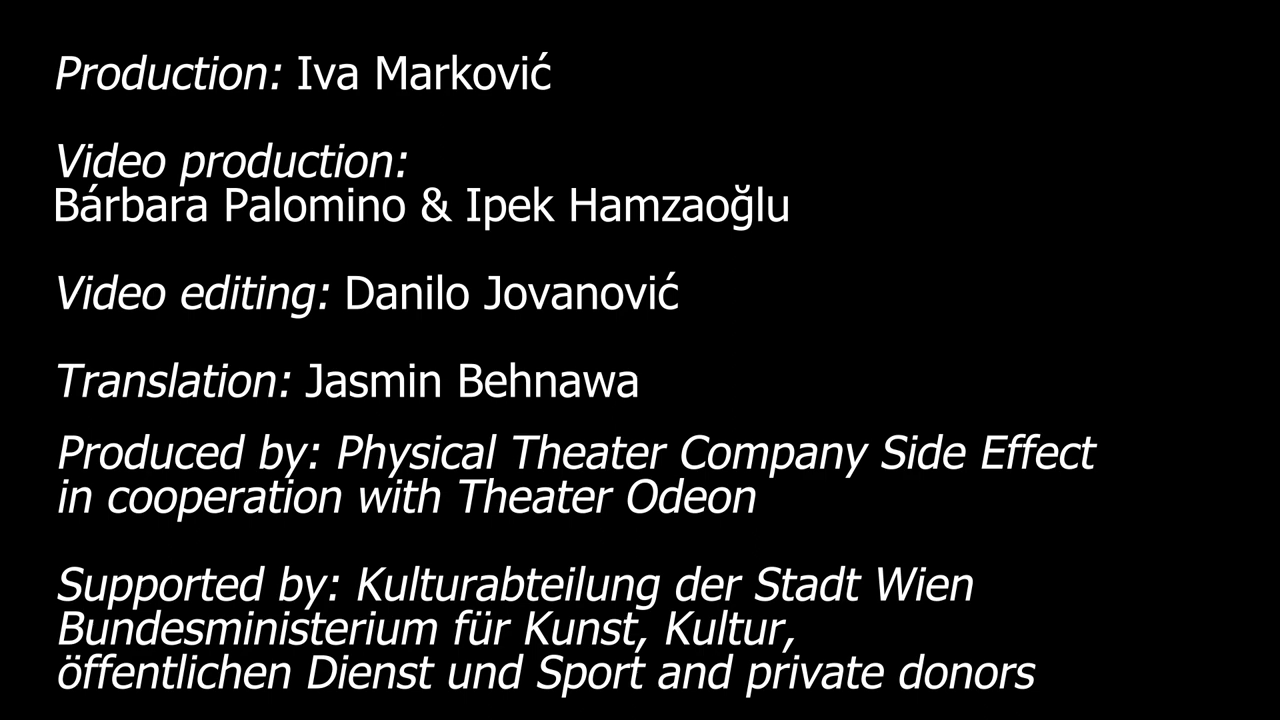 Production: Iva Marković
Video production:
Bárbara Palomino & Ipek Hamzaoğlu
Video editing: Danilo Jovanović
Translation: Jasmin Behnawa
Produced by: Physical Theater Company Side Effect
in cooperation with Theater Odeon
Supported by: Kulturabteilung der Stadt Wien
Bundesministerium für Kunst, Kultur,
öffentlichen Dienst und Sport and private donors